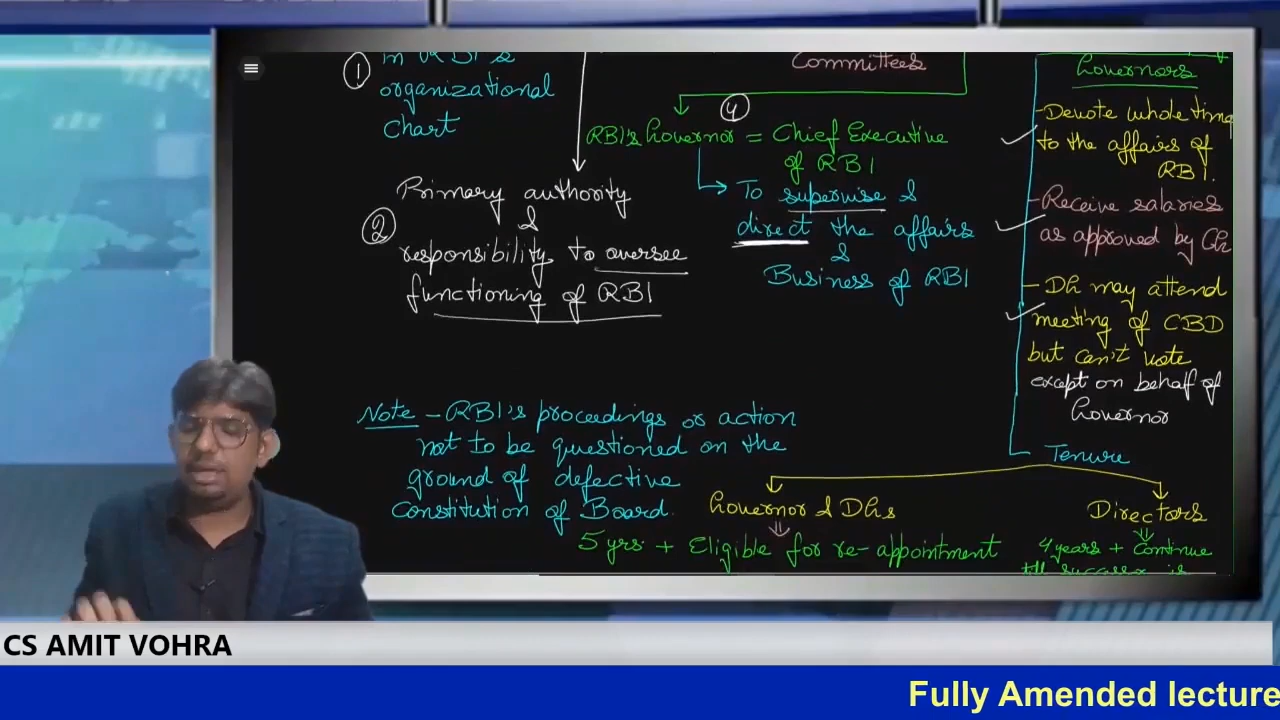 in RBI's
①
organizational
Chart
Primary authority
&
②
responsibility to oversee
functioning of RBI
Committees
④
RBI's Governor = Chief Executive
of RBI
To supervise &
direct the affairs
&
Business of RBI
Governors
- Devote whole time
to the affairs of
RBI.
- Receive salaries
as approved by CG
- DG may attend
meeting of CBD
but can't vote
except on behalf of
Governor
Tenure
Note - RBI's proceedings or action
not to be questioned on the
ground of defective
Constitution of Board.
Governor & DGs
5 yrs + Eligible for re-appointment
Directors
4 years + Continue
till successor is
CS AMIT VOHRA
Fully Amended lecture